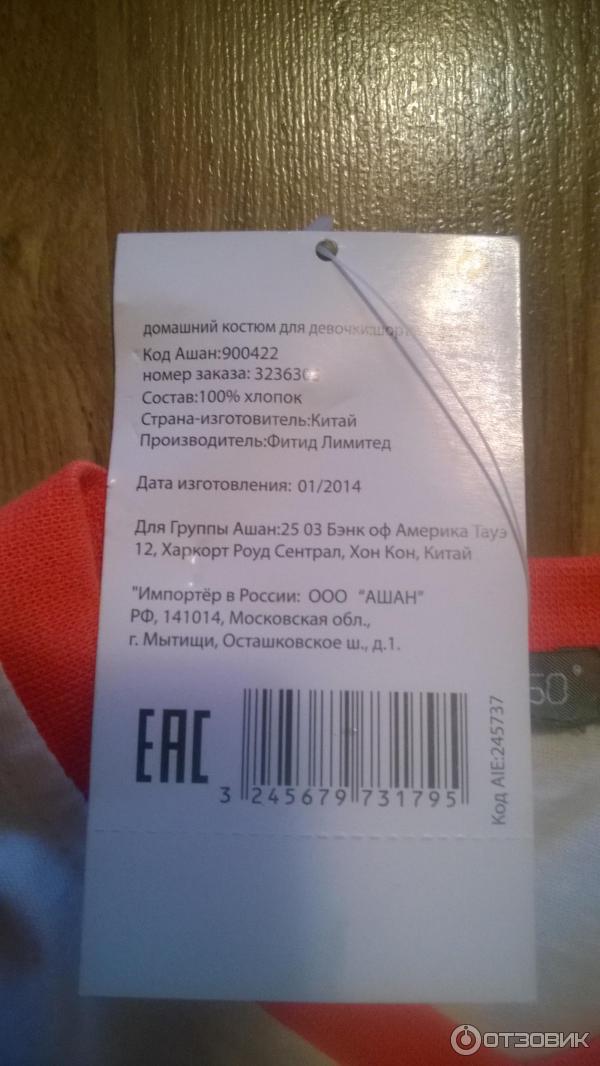 домашний костюм для девочки:шорт
Код Ашан:900422
номер заказа: 323630
Состав:100% хлопок
Страна-изготовитель:Китай
Производитель:Фитид Лимитед
Дата изготовления: 01/2014
Для Группы Ашан:25 03 Бэнк оф Америка Тауэ
12, Харкорт Роуд Сентрал, Хон Кон, Китай
"Импортёр в России: ООО "АШАН"
РФ, 141014, Московская обл.,
г. Мытищи, Осташковское ш., д.1.
EAC
3 245679 731795
Код AIE:245737
50°
ОТЗОВИК